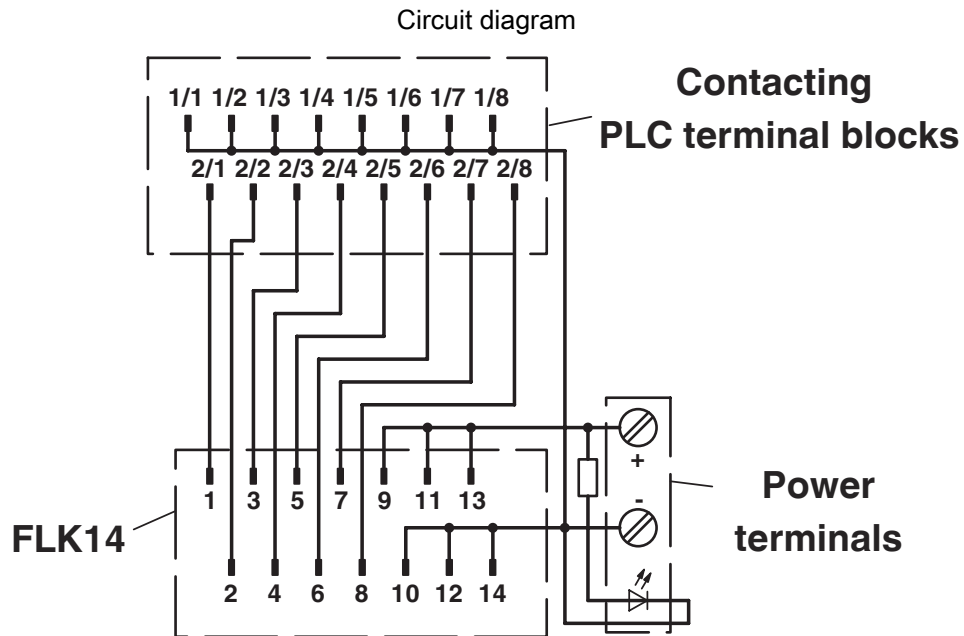 Circuit diagram
1/1 1/2 1/3 1/4 1/5 1/6 1/7 1/8
Contacting
PLC terminal blocks
2/1 2/2 2/3 2/4 2/5 2/6 2/7 2/8
+
1 3 5 7 9 11 13
-
Power
terminals
FLK14
2 4 6 8 10 12 14